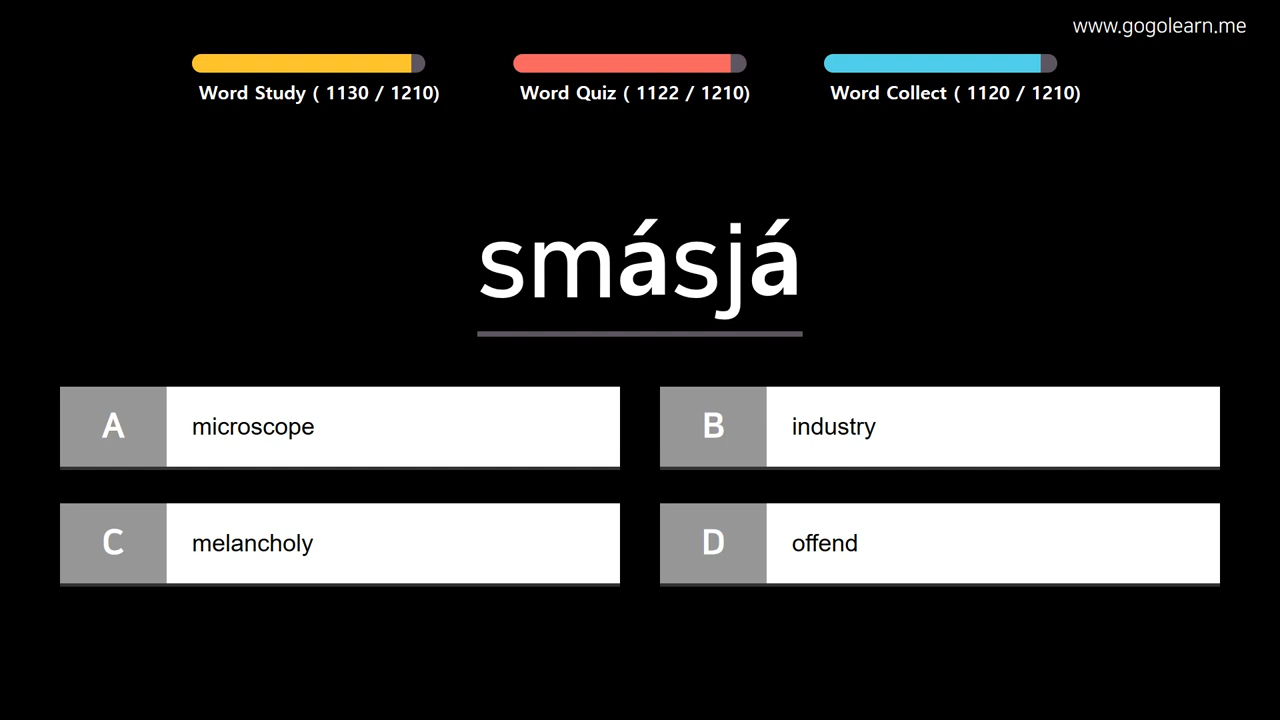 www.gogolearn.me
Word Study ( 1130 / 1210)
Word Quiz ( 1122 / 1210)
Word Collect ( 1120 / 1210)
smásjá
A microscope
B industry
C melancholy
D offend